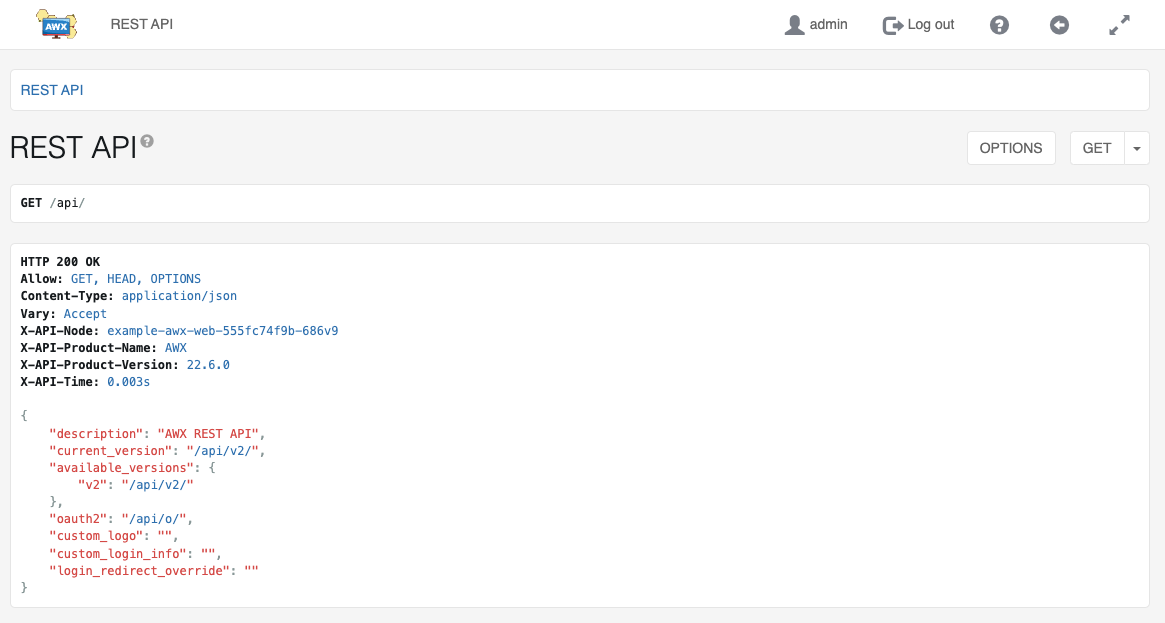 AWX REST API admin Log out
REST API
REST API
OPTIONS GET
GET /api/
HTTP 200 OK
Allow: GET, HEAD, OPTIONS
Content-Type: application/json
Vary: Accept
X-API-Node: example-awx-web-555fc74f9b-686v9
X-API-Product-Name: AWX
X-API-Product-Version: 22.6.0
X-API-Time: 0.003s
{
    "description": "AWX REST API",
    "current_version": "/api/v2/",
    "available_versions": {
        "v2": "/api/v2/"
    },
    "oauth2": "/api/o/",
    "custom_logo": "",
    "custom_login_info": "",
    "login_redirect_override": ""
}